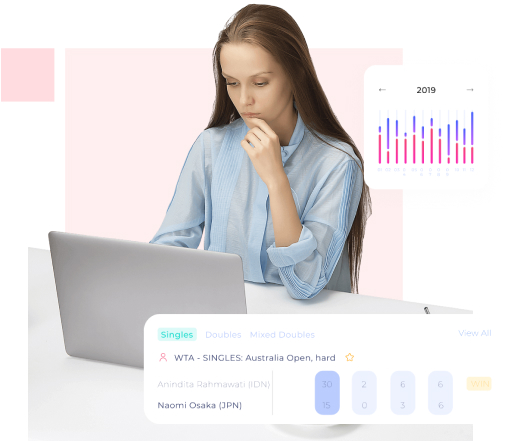 ← 2019 →
Singles Doubles Mixed Doubles View All
WTA - SINGLES: Australia Open, hard
Anindita Rahmawati (IDN) 30 2 6 6
Naomi Osaka (JPN) 15 0 3 6